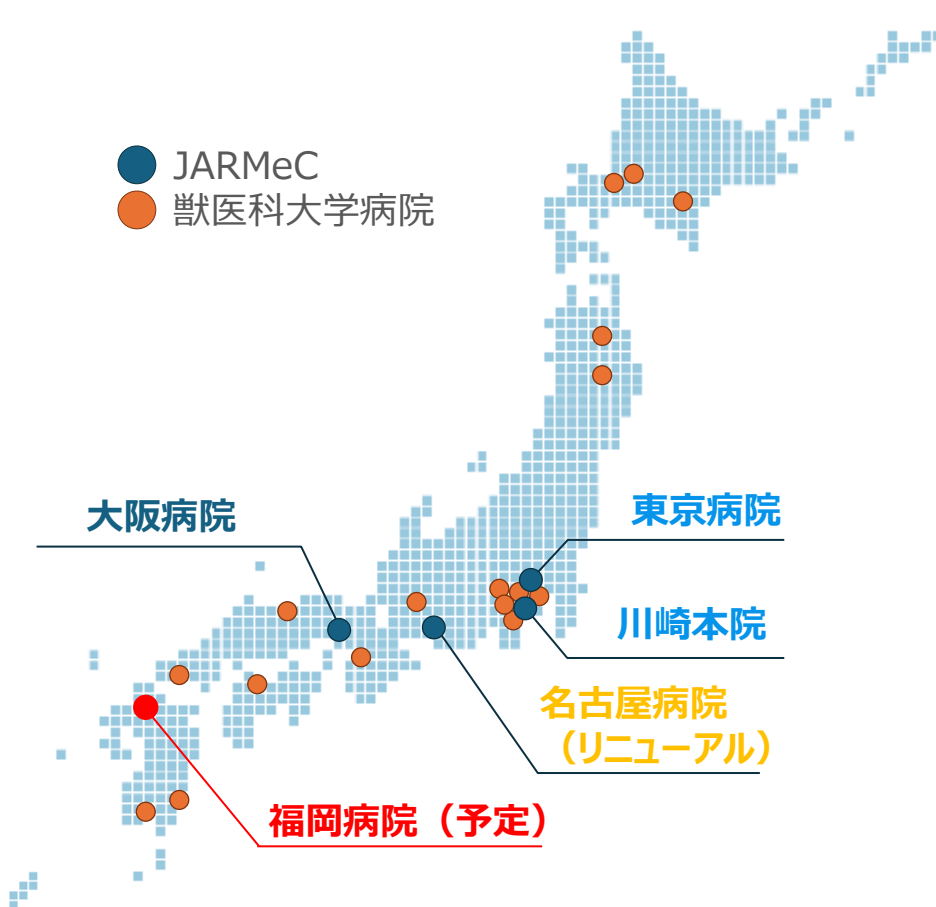 JARMeC
獣医科大学病院
大阪病院
東京病院
川崎本院
名古屋病院
（リニューアル）
福岡病院（予定）